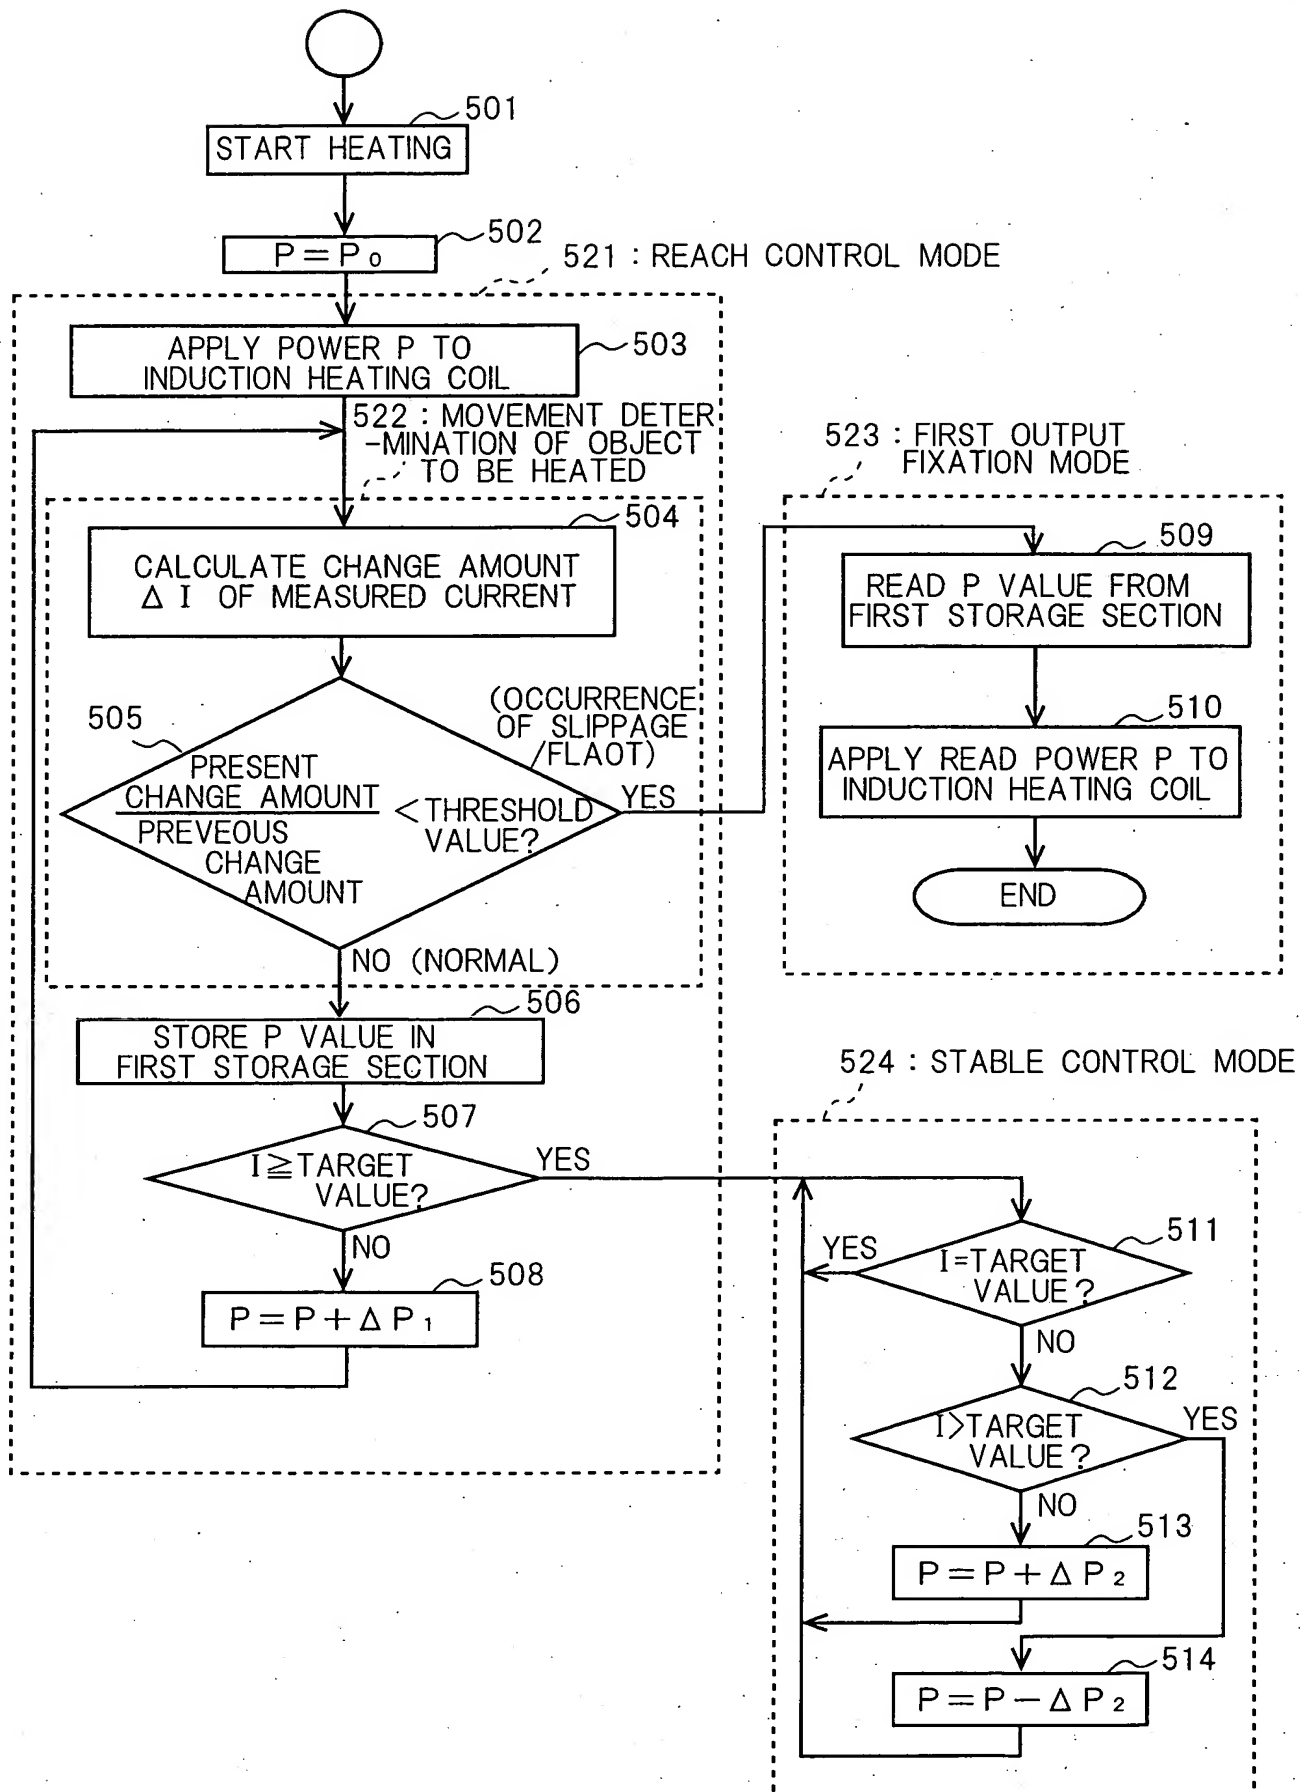 501
START HEATING
502
P=P₀
521：REACH CONTROL MODE
503
APPLY POWER P TO
INDUCTION HEATING COIL
522：MOVEMENT DETER
-MINATION OF OBJECT
TO BE HEATED
504
CALCULATE CHANGE AMOUNT
Δ I OF MEASURED CURRENT
505
(OCCURRENCE
OF SLIPPAGE
/FLAOT)
PRESENT
CHANGE AMOUNT
PREVEOUS
CHANGE
AMOUNT
<THRESHOLD
VALUE?
YES
NO (NORMAL)
506
STORE P VALUE IN
FIRST STORAGE SECTION
507
I≧TARGET
VALUE?
YES
NO
508
P=P+Δ P₁
523：FIRST OUTPUT
FIXATION MODE
509
READ P VALUE FROM
FIRST STORAGE SECTION
510
APPLY READ POWER P TO
INDUCTION HEATING COIL
END
524：STABLE CONTROL MODE
511
YES
I=TARGET
VALUE?
NO
512
I>TARGET
VALUE?
YES
NO
513
P=P+Δ P₂
514
P=P-Δ P₂